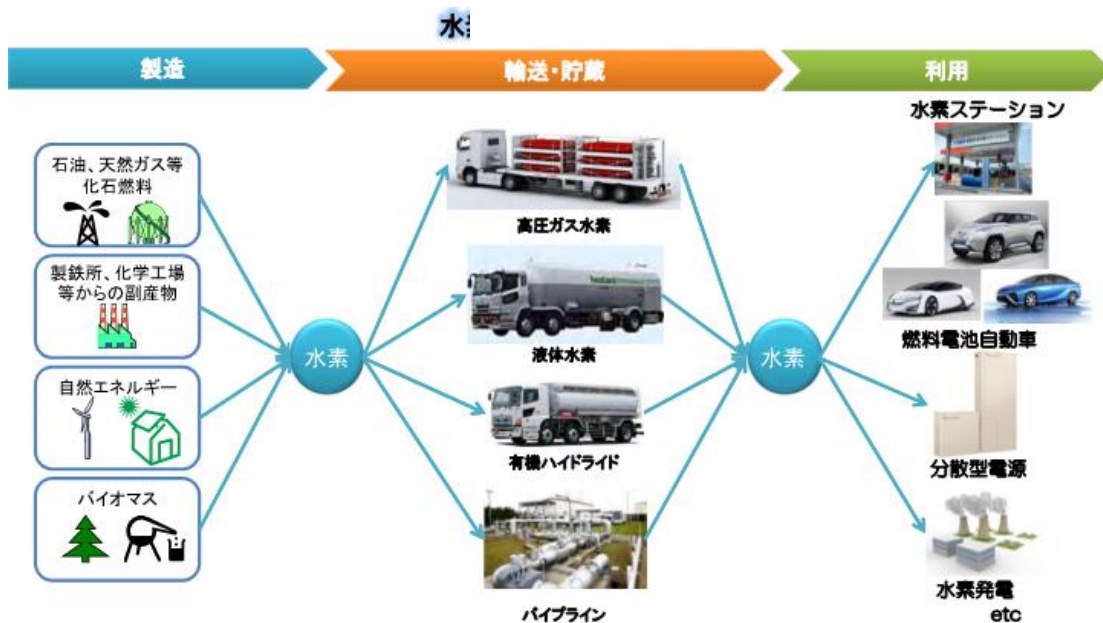 水素
製造
輸送・貯蔵
利用
石油、天然ガス等
化石燃料
製鉄所、化学工場
等からの副産物
自然エネルギー
バイオマス
水素
高圧ガス水素
液体水素
有機ハイドライド
パイプライン
水素
水素ステーション
燃料電池自動車
分散型電源
水素発電
etc